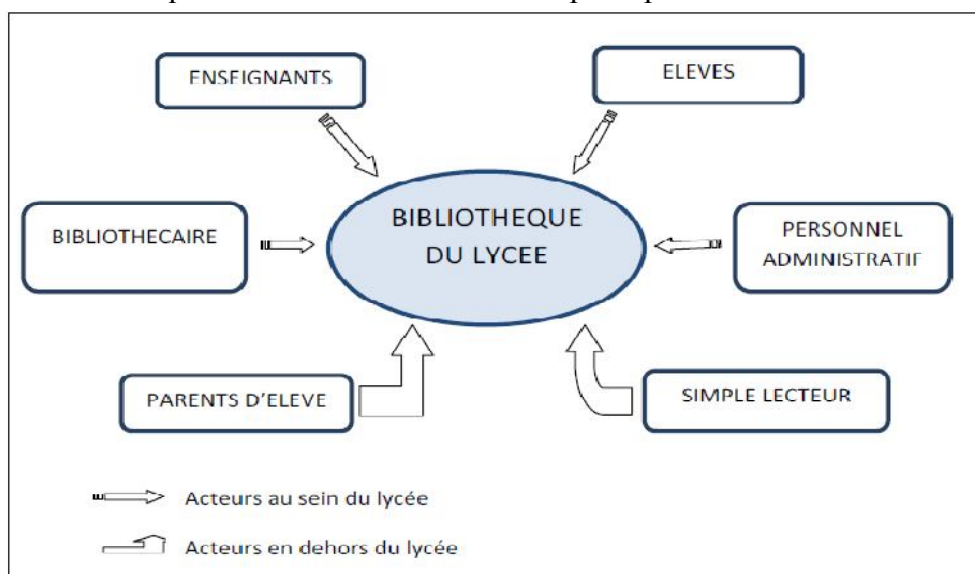 ENSEIGNANTS
ELEVES
BIBLIOTHEQUE
DU LYCEE
BIBLIOTHECAIRE
PERSONNEL
ADMINISTRATIF
PARENTS D'ELEVE
SIMPLE LECTEUR
Acteurs au sein du lycée
Acteurs en dehors du lycée